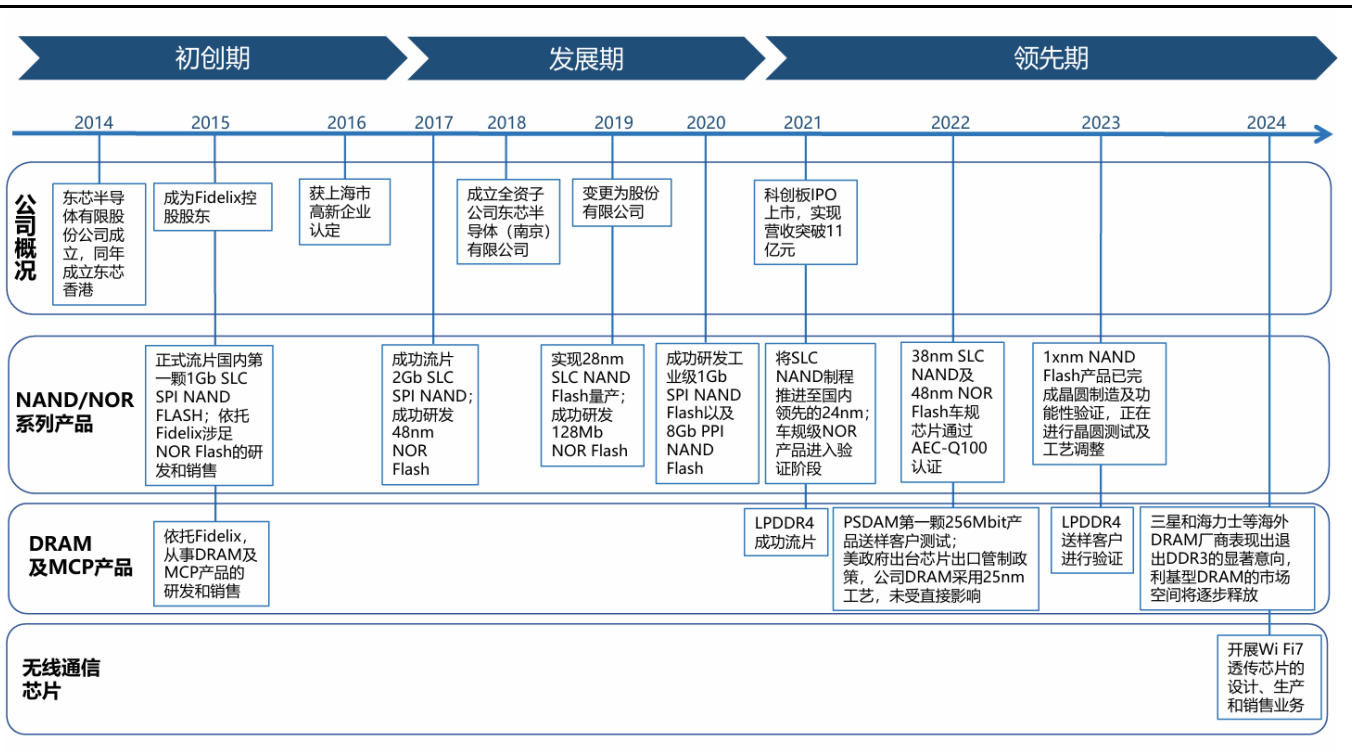 初创期
发展期
领先期
2014
2015
2016
2017
2018
2019
2020
2021
2022
2023
2024
公司概况
东芯半导
体有限股
份公司成
立，同年
成立东芯
香港
成为Fidelix控
股股东
获上海市
高新企业
认定
成立全资子
公司东芯半
导体（南京）
有限公司
变更为股份
有限公司
科创板IPO
上市，实现
营收突破11
亿元
NAND/NOR
系列产品
正式流片国内第
一颗1Gb SLC
SPI NAND
FLASH；依托
Fidelix涉足
NOR Flash的研
发和销售
成功流片
2Gb SLC
SPI NAND；
成功研发
48nm
NOR
Flash
实现28nm
SLC NAND
Flash量产；
成功研发
128Mb
NOR Flash
成功研发工
业级1Gb
SPI NAND
Flash以及
8Gb PPI
NAND
Flash
将SLC
NAND制程
推进至国内
领先的24nm；
车规级NOR
产品进入验
证阶段
38nm SLC
NAND及
48nm NOR
Flash车规
芯片通过
AEC-Q100
认证
1xnm NAND
Flash产品已完
成晶圆制造及功
能性验证，正在
进行晶圆测试及
工艺调整
DRAM
及MCP产品
依托Fidelix，
从事DRAM及
MCP产品的
研发和销售
LPDDR4
成功流片
PSDAM第一颗256Mbit产
品送样客户测试；
美政府出台芯片出口管制政
策，公司DRAM采用25nm
工艺，未受直接影响
LPDDR4
送样客户
进行验证
三星和海力士等海外
DRAM厂商表现出退
出DDR3的显著意向，
利基型DRAM的市场
空间将逐步释放
无线通信
芯片
开展Wi Fi7
透传芯片的
设计、生产
和销售业务